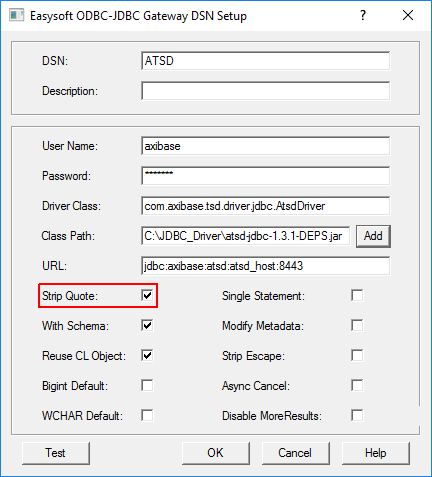 Easysoft ODBC-JDBC Gateway DSN Setup ? ×
DSN: ATSD
Description:
User Name: axibase
Password: *******
Driver Class: com.axibase.tsd.driver.jdbc.AtsdDriver
Class Path: C:\JDBC_Driver\atsd-jdbc-1.3.1-DEPS.jar Add
URL: jdbc:axibase:atsd:atsd_host:8443
Strip Quote: Single Statement:
With Schema: Modify Metadata:
Reuse CL Object: Strip Escape:
Bigint Default: Async Cancel:
WCHAR Default: Disable MoreResults:
Test OK Cancel Help